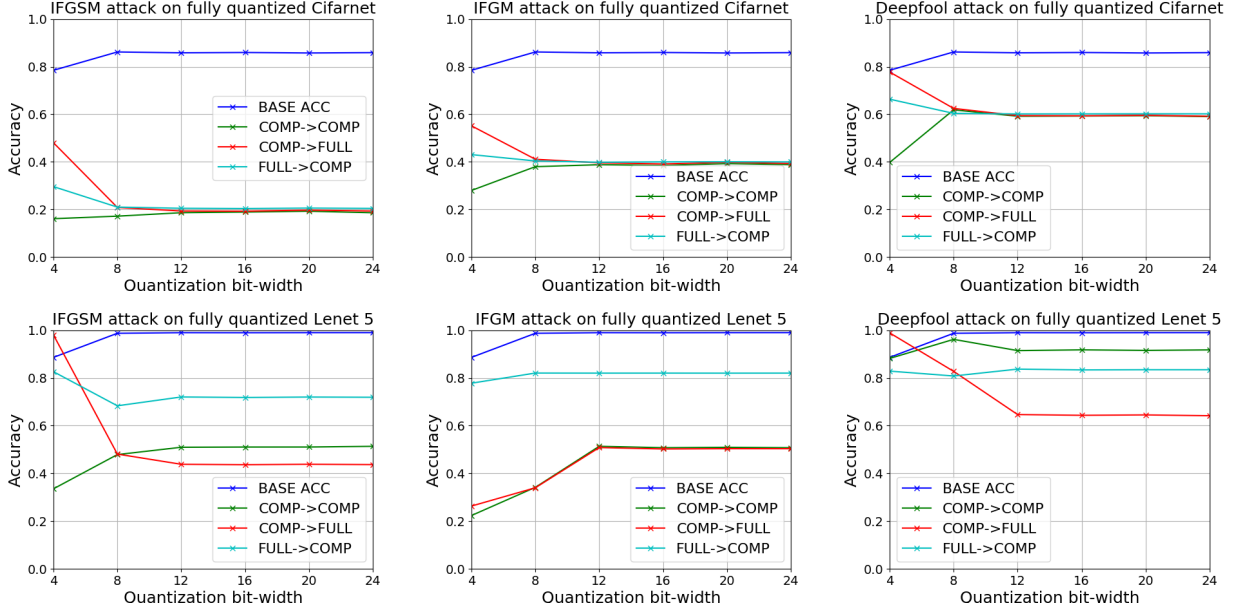 IFGSM attack on fully quantized Cifarnet
1.0
0.8
0.6
0.4
0.2
0.0
Accuracy
BASE ACC
COMP->COMP
COMP->FULL
FULL->COMP
4 8 12 16 20 24
Quantization bit-width
IFGM attack on fully quantized Cifarnet
1.0
0.8
0.6
0.4
0.2
0.0
Accuracy
BASE ACC
COMP->COMP
COMP->FULL
FULL->COMP
4 8 12 16 20 24
Quantization bit-width
Deepfool attack on fully quantized Cifarnet
1.0
0.8
0.6
0.4
0.2
0.0
Accuracy
BASE ACC
COMP->COMP
COMP->FULL
FULL->COMP
4 8 12 16 20 24
Quantization bit-width
IFGSM attack on fully quantized Lenet 5
1.0
0.8
0.6
0.4
0.2
0.0
Accuracy
BASE ACC
COMP->COMP
COMP->FULL
FULL->COMP
4 8 12 16 20 24
Quantization bit-width
IFGM attack on fully quantized Lenet 5
1.0
0.8
0.6
0.4
0.2
0.0
Accuracy
BASE ACC
COMP->COMP
COMP->FULL
FULL->COMP
4 8 12 16 20 24
Quantization bit-width
Deepfool attack on fully quantized Lenet 5
1.0
0.8
0.6
0.4
0.2
0.0
Accuracy
BASE ACC
COMP->COMP
COMP->FULL
FULL->COMP
4 8 12 16 20 24
Quantization bit-width